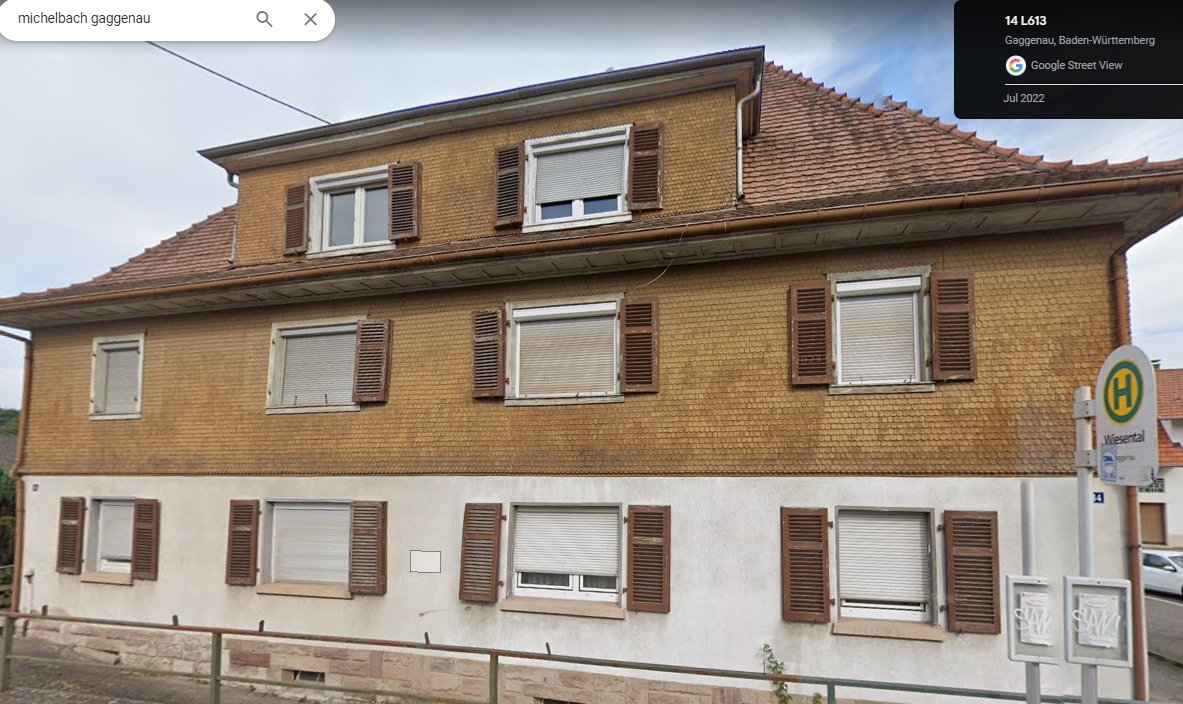 michelbach gaggenau
14 L613
Gaggenau, Baden-Württemberg
Google Street View
Jul 2022
H
Wiesental